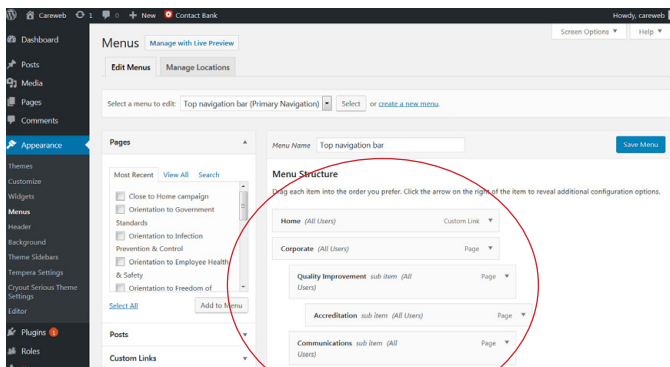 Careweb 1 0 + New Contact Bank Howdy, careweb
Screen Options ▼ Help ▼
Dashboard
Posts
Media
Pages
Comments
Appearance
Themes
Customize
Widgets
Menus
Header
Background
Theme Sidebars
Tempera Settings
Cryout Serious Theme
Settings
Editor
Plugins 1
Roles
Menus Manage with Live Preview
Edit Menus Manage Locations
Select a menu to edit: Top navigation bar (Primary Navigation) Select or create a new menu.
Pages
Most Recent View All Search
Close to Home campaign
Orientation to Government
Standards
Orientation to Infection
Prevention & Control
Orientation to Employee Health
& Safety
Orientation to Freedom of
Select All Add to Menu
Posts
Custom Links
Menu Name Top navigation bar Save Menu
Menu Structure
Drag each item into the order you prefer. Click the arrow on the right of the item to reveal additional configuration options.
Home (All Users) Custom Link ▼
Corporate (All Users) Page ▼
Quality Improvement sub item (All Page ▼
Users)
Accreditation sub item (All Users) Page ▼
Communications sub item (All Page ▼
Users)